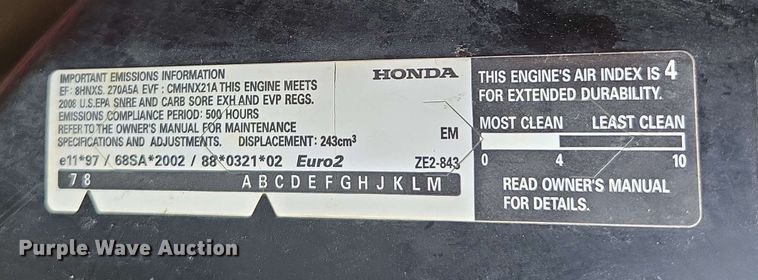 IMPORTANT EMISSIONS INFORMATION
HONDA
EF: 8HNXS. 270A5A EVF : CMHNX21A THIS ENGINE MEETS
2008 U.S.EPA SNRE AND CARB SORE EXH AND EVP REGS.
EMISSIONS COMPLIANCE PERIOD: 500 HOURS
REFER TO THE OWNER'S MANUAL FOR MAINTENANCE
EM
SPECIFICATIONS AND ADJUSTMENTS. DISPLACEMENT: 243cm³
e11*97 / 68SA*2002 / 88*0321*02 Euro2 ZE2-843
7 8 A B C D E F G H J K L M
THIS ENGINE'S AIR INDEX IS 4
FOR EXTENDED DURABILITY.
MOST CLEAN LEAST CLEAN
0 4 10
READ OWNER'S MANUAL
FOR DETAILS.
Purple Wave Auction